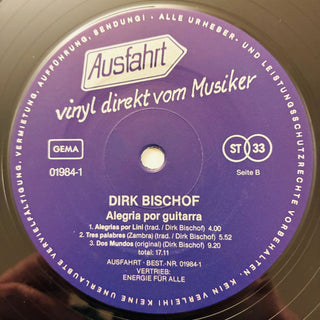 Ausfahrt
vinyl direkt vom Musiker
GEMA
01984-1
ST 33
Seite B
DIRK BISCHOF
Alegria por guitarra
1. Alegrias por Lini (trad. / Dirk Bischof) 4.00
2. Tres palabras (Zambra) (trad. / Dirk Bischof) 5.52
3. Dos Mundos (original) (Dirk Bischof) 9.20
total: 17.11
AUSFAHRT - BEST.-NR. 01984-1
VERTRIEB:
ENERGIE FÜR ALLE
ALLE URHEBER- UND LEISTUNGSSCHUTZRECHTE VORBEHALTEN. KEIN VERLEIH! KEINE UNERLAUBTE VERVIELFÄLTIGUNG, VERMIETUNG, AUFFÜHRUNG, SENDUNG! -